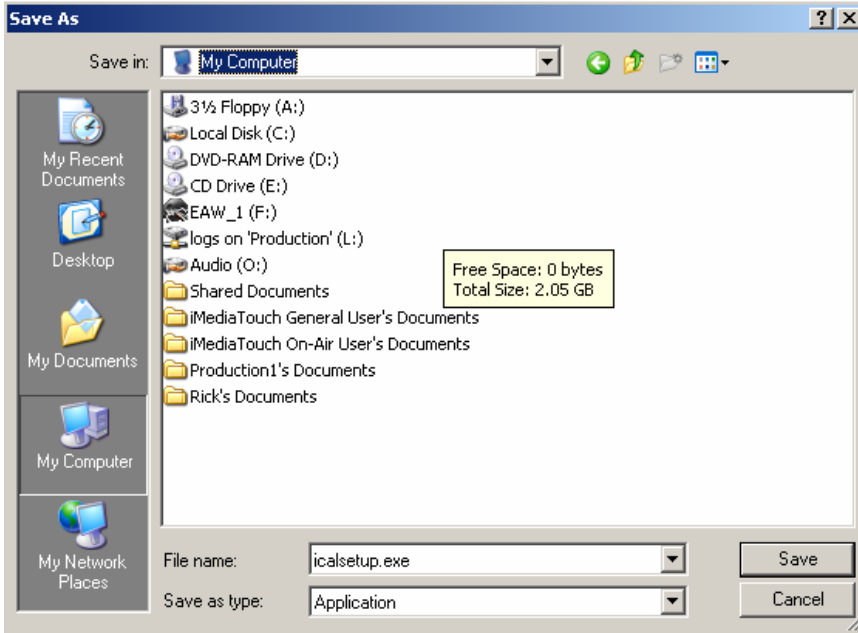 Save As
Save in:
My Computer
My Recent
Documents
Desktop
My Documents
My Computer
My Network
Places
3½ Floppy (A:)
Local Disk (C:)
DVD-RAM Drive (D:)
CD Drive (E:)
EAW_1 (F:)
logs on 'Production' (L:)
Audio (O:)
Shared Documents
iMediaTouch General User's Documents
iMediaTouch On-Air User's Documents
Production1's Documents
Rick's Documents
Free Space: 0 bytes
Total Size: 2.05 GB
File name:
icalsetup.exe
Save
Save as type:
Application
Cancel